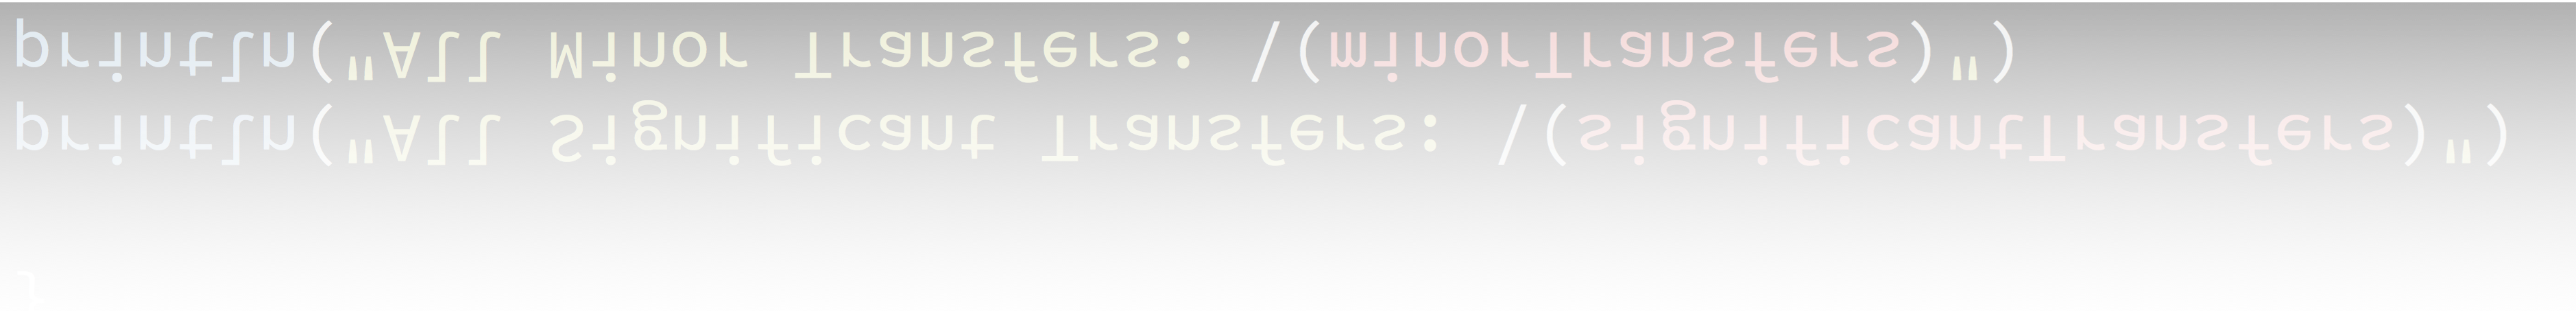 }
println("All Significant Transfers: \(significantTransfers)")
println("All Minor Transfers: \(minorTransfers)")